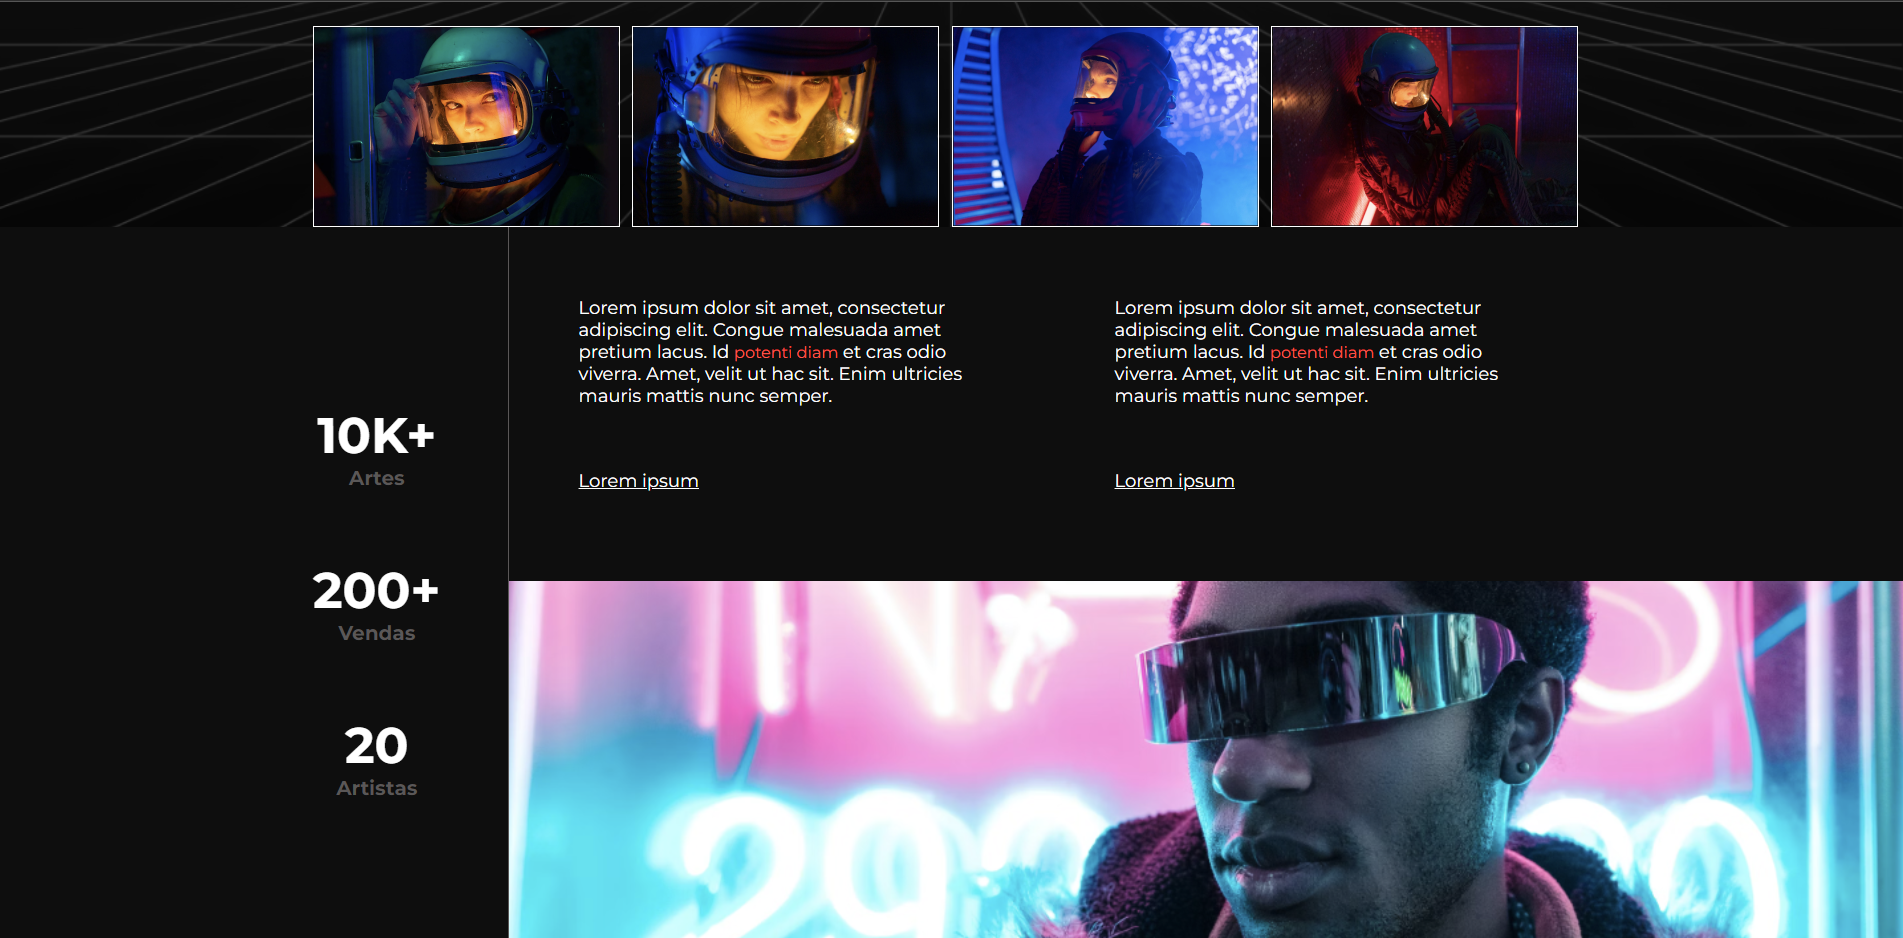 10K+
Artes
200+
Vendas
20
Artistas
Lorem ipsum dolor sit amet, consectetur
adipiscing elit. Congue malesuada amet
pretium lacus. Id potenti diam et cras odio
viverra. Amet, velit ut hac sit. Enim ultricies
mauris mattis nunc semper.
Lorem ipsum
Lorem ipsum dolor sit amet, consectetur
adipiscing elit. Congue malesuada amet
pretium lacus. Id potenti diam et cras odio
viverra. Amet, velit ut hac sit. Enim ultricies
mauris mattis nunc semper.
Lorem ipsum